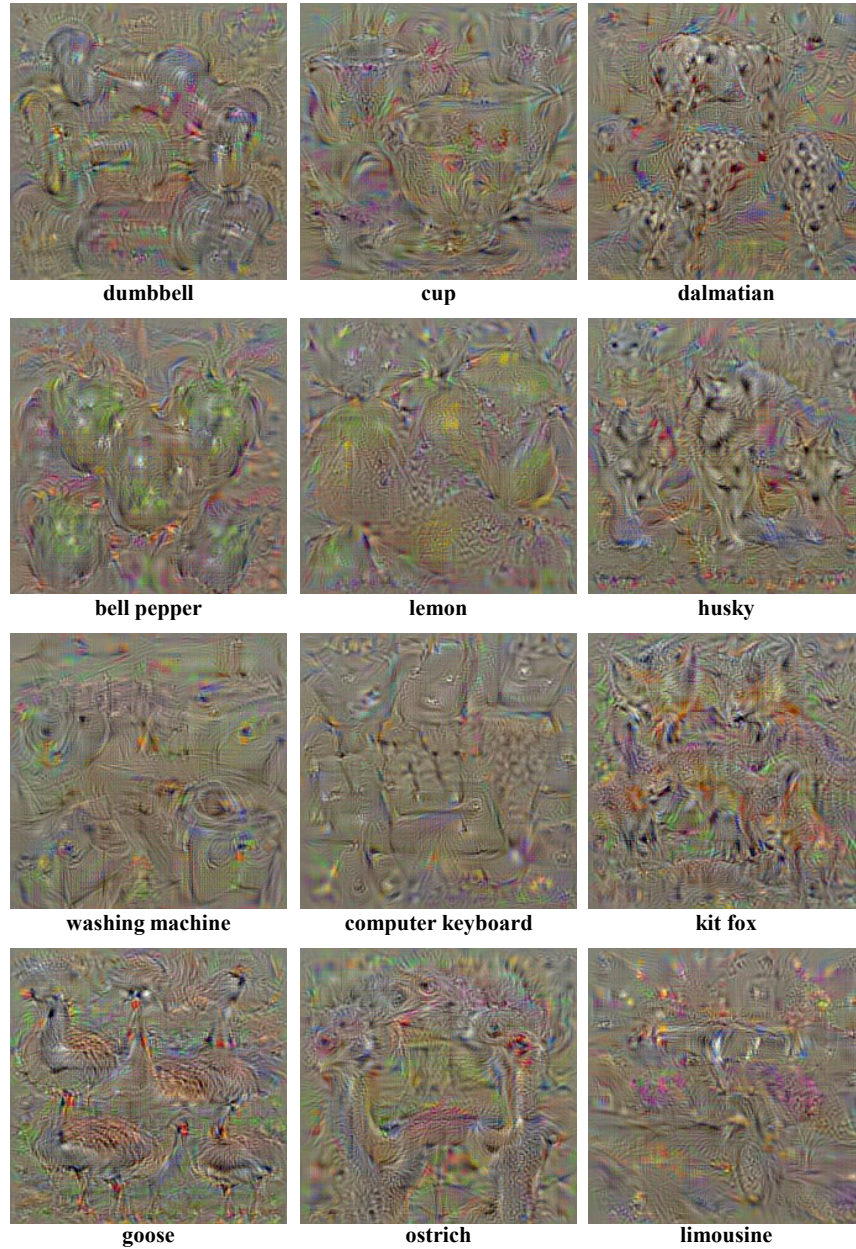 dumbbell
cup
dalmatian
bell pepper
lemon
husky
washing machine
computer keyboard
kit fox
goose
ostrich
limousine